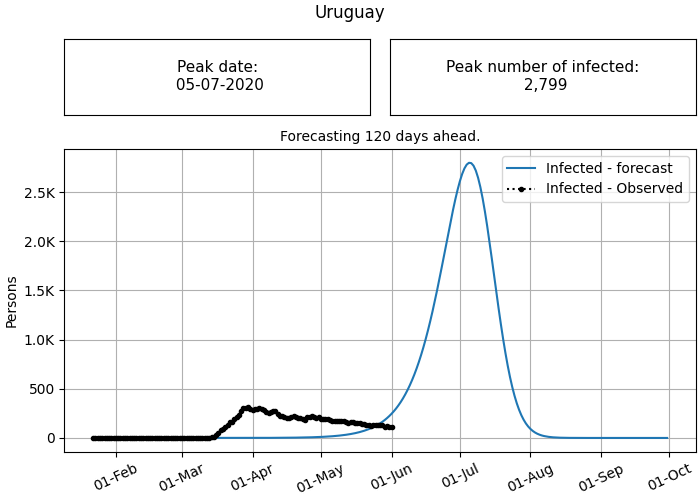 Uruguay
Peak date:
05-07-2020
Peak number of infected:
2,799
Forecasting 120 days ahead.
Infected - forecast
Infected - Observed
Persons
2.5K
2.0K
1.5K
1.0K
500
0
01-Feb
01-Mar
01-Apr
01-May
01-Jun
01-Jul
01-Aug
01-Sep
01-Oct